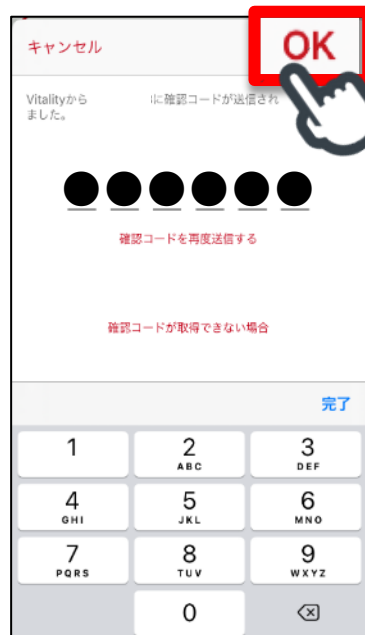 キャンセル OK
Vitalityから に確認コードが送信され
ました。
確認コードを再度送信する
確認コードが取得できない場合
完了
1 2 3
ABC DEF
4 5 6
GHI JKL MNO
7 8 9
PQRS TUV WXYZ
0